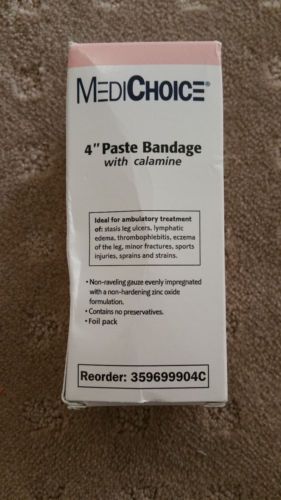 MEDICHOICE®
4" Paste Bandage
with calamine
Ideal for ambulatory treatment
of: stasis leg ulcers, lymphatic
edema, thrombophlebitis, eczema
of the leg, minor fractures, sports
injuries, sprains and strains.
• Non-raveling gauze evenly impregnated
with a non-hardening zinc oxide
formulation.
• Contains no preservatives.
• Foil pack
Reorder: 359699904C